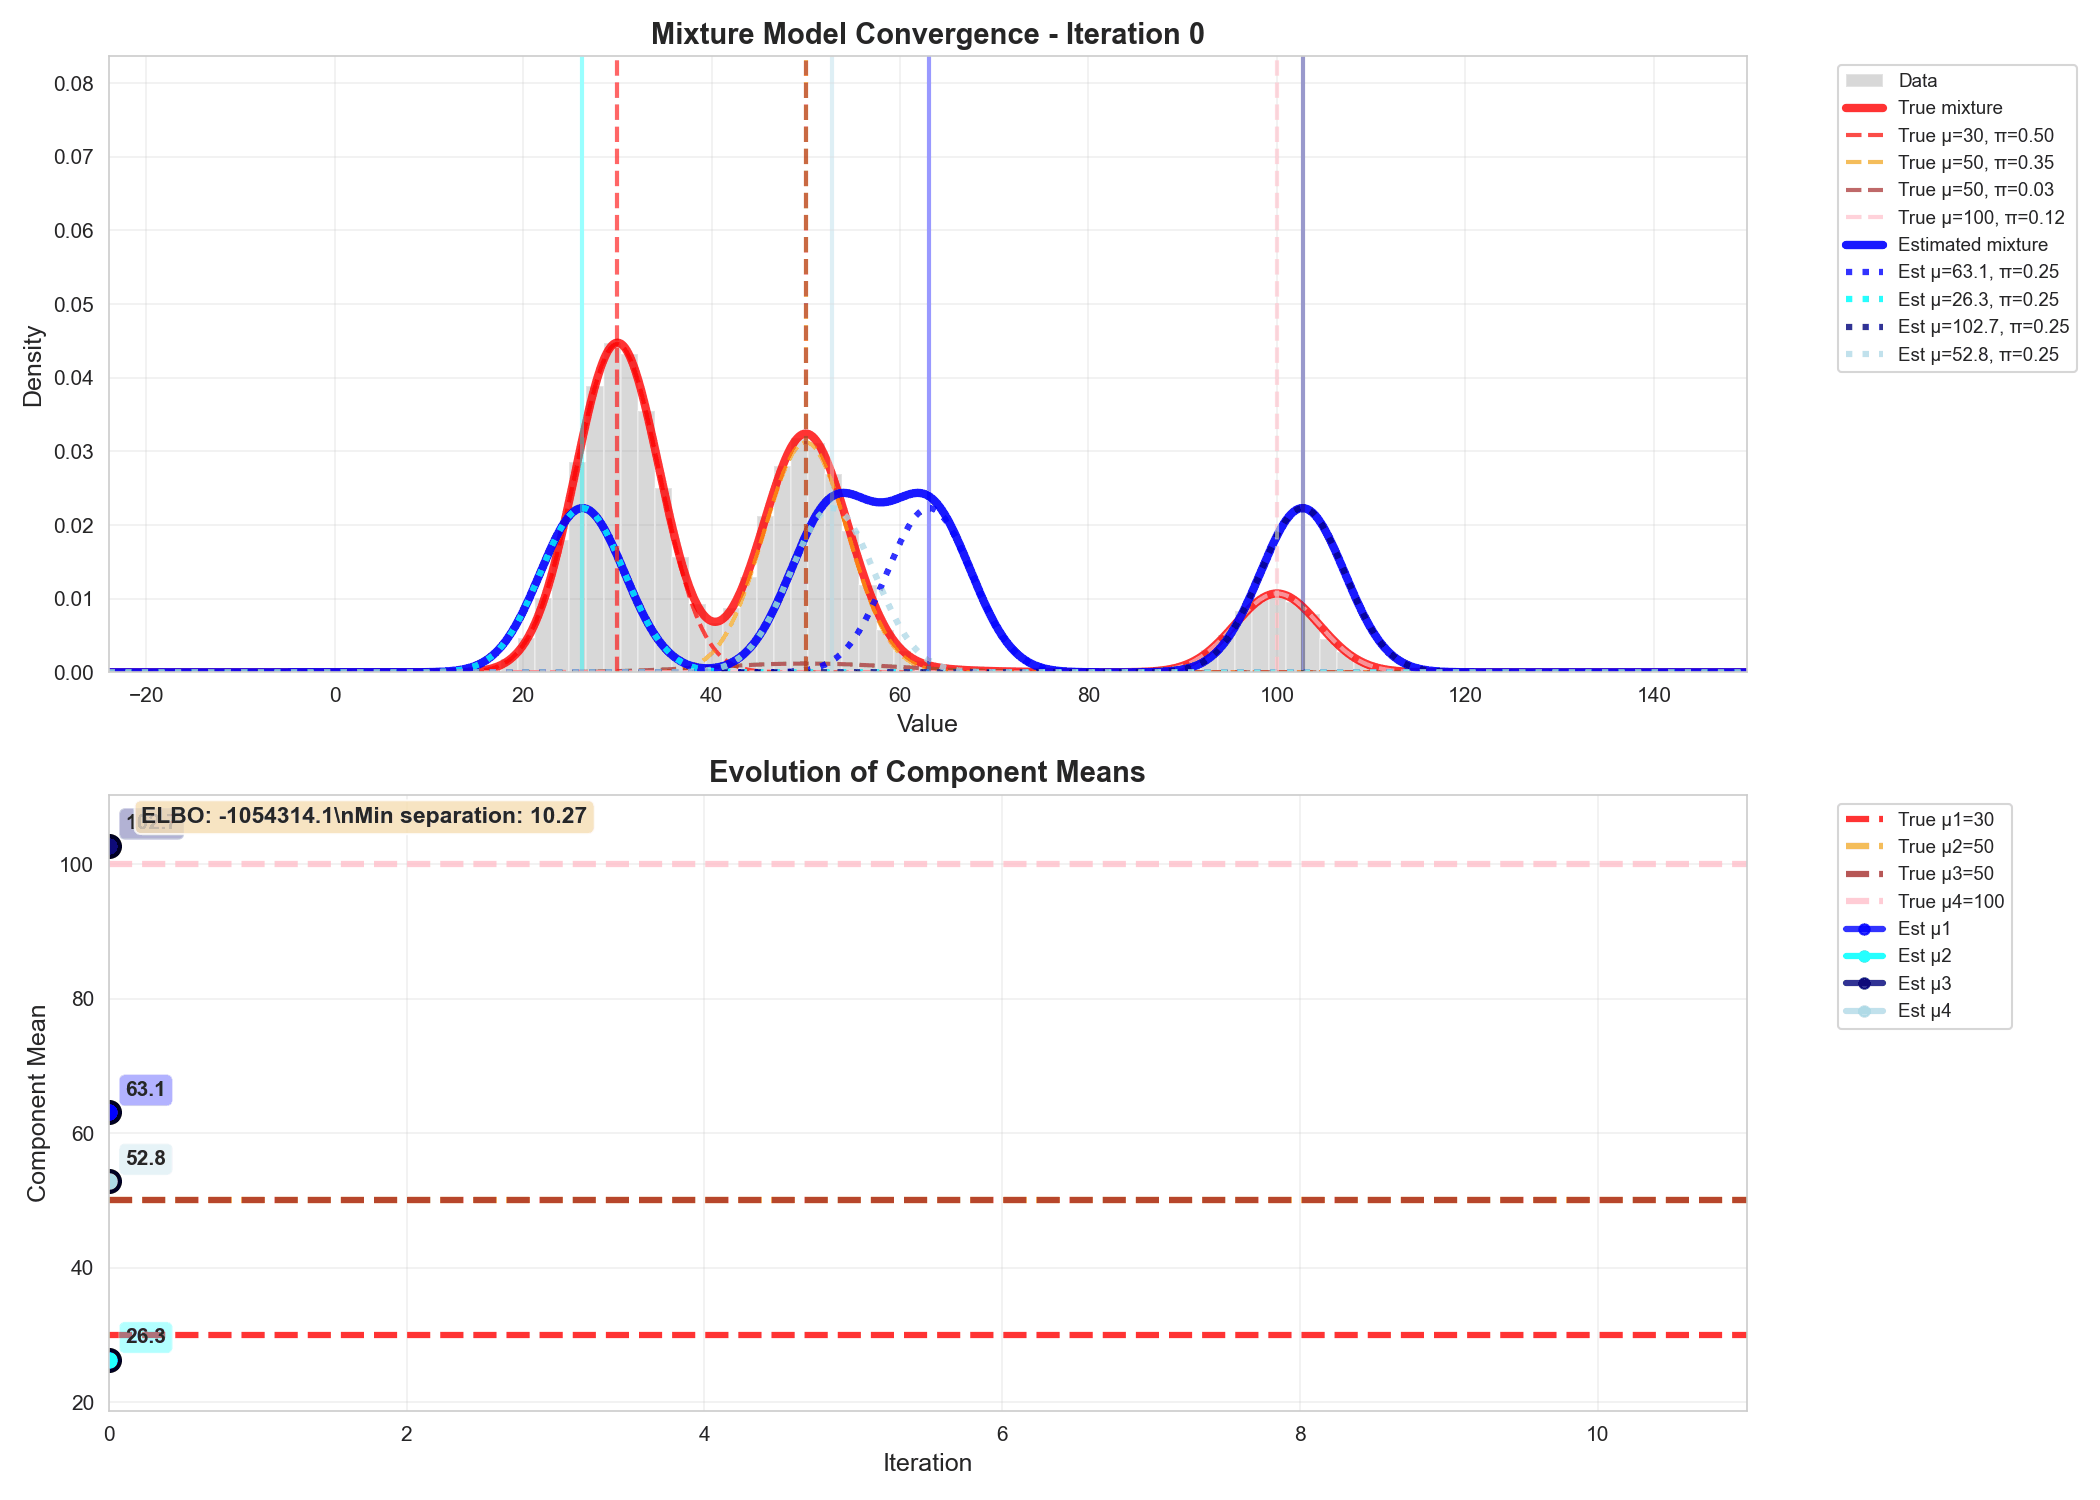 Mixture Model Convergence - Iteration 0
Density
0.08
0.07
0.06
0.05
0.04
0.03
0.02
0.01
0.00
−20
0
20
40
60
80
100
120
140
Value
Data
True mixture
True μ=30, π=0.50
True μ=50, π=0.35
True μ=50, π=0.03
True μ=100, π=0.12
Estimated mixture
Est μ=63.1, π=0.25
Est μ=26.3, π=0.25
Est μ=102.7, π=0.25
Est μ=52.8, π=0.25
Evolution of Component Means
ELBO: -1054314.1\nMin separation: 10.27
Component Mean
100
80
60
40
20
63.1
52.8
26.3
0
2
4
6
8
10
Iteration
True μ1=30
True μ2=50
True μ3=50
True μ4=100
Est μ1
Est μ2
Est μ3
Est μ4